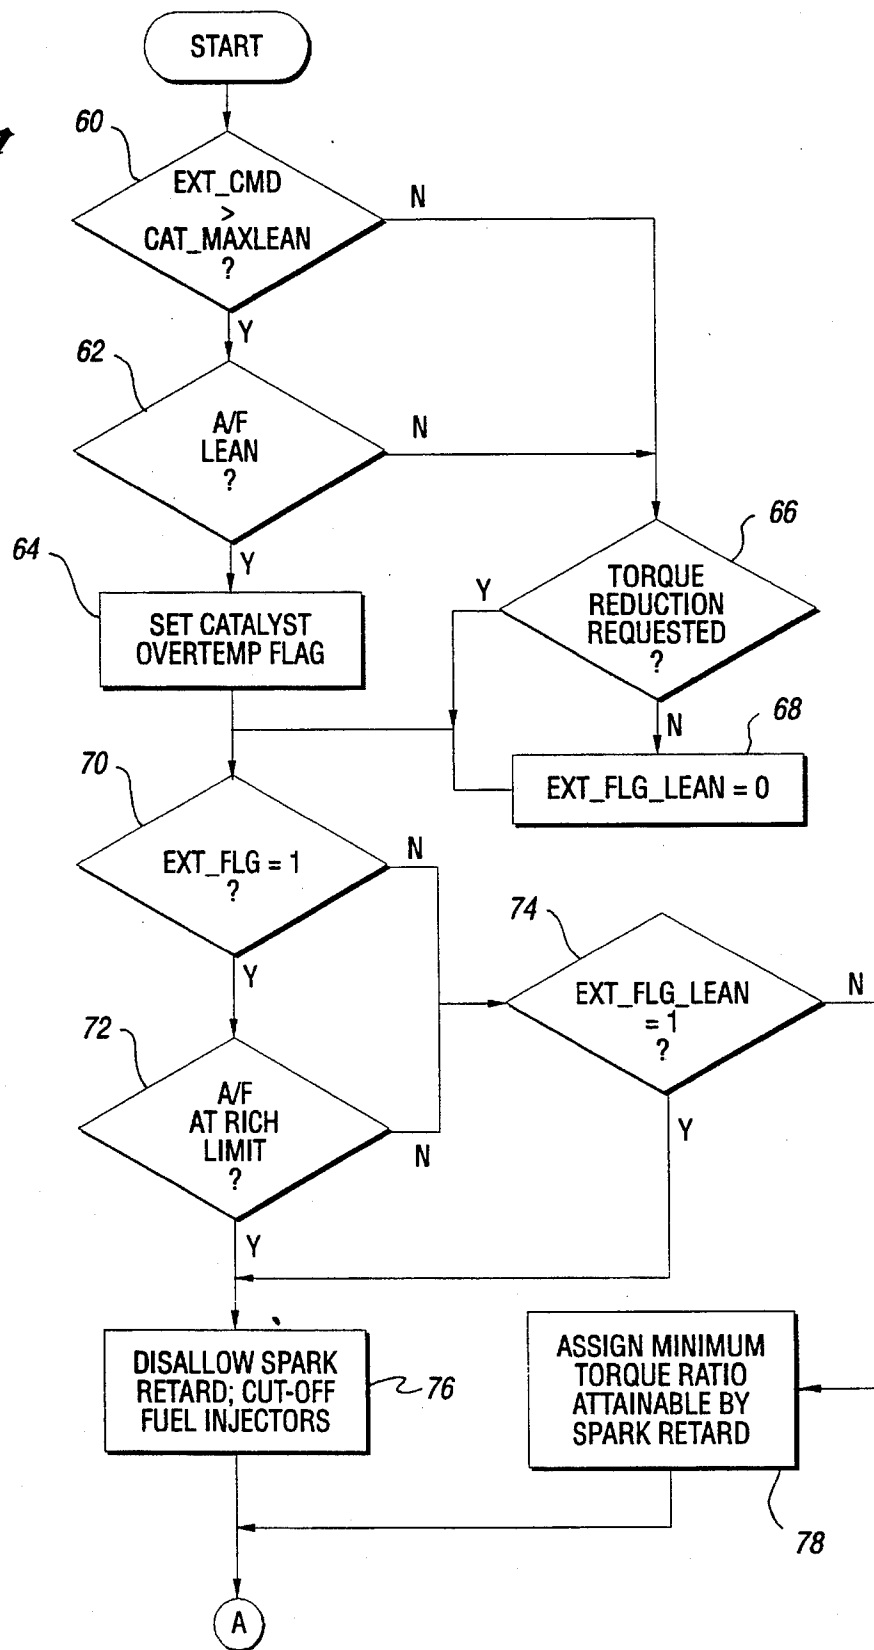 START
60
EXT_CMD
>
CAT_MAXLEAN
?
N
Y
62
A/F
LEAN
?
N
Y
64
SET CATALYST
OVERTEMP FLAG
66
TORQUE
REDUCTION
REQUESTED
?
Y
N
68
EXT_FLG_LEAN = 0
70
EXT_FLG = 1
?
N
Y
72
A/F
AT RICH
LIMIT
?
N
Y
74
EXT_FLG_LEAN
= 1
?
N
Y
DISALLOW SPARK
RETARD; CUT-OFF
FUEL INJECTORS
76
ASSIGN MINIMUM
TORQUE RATIO
ATTAINABLE BY
SPARK RETARD
78
A